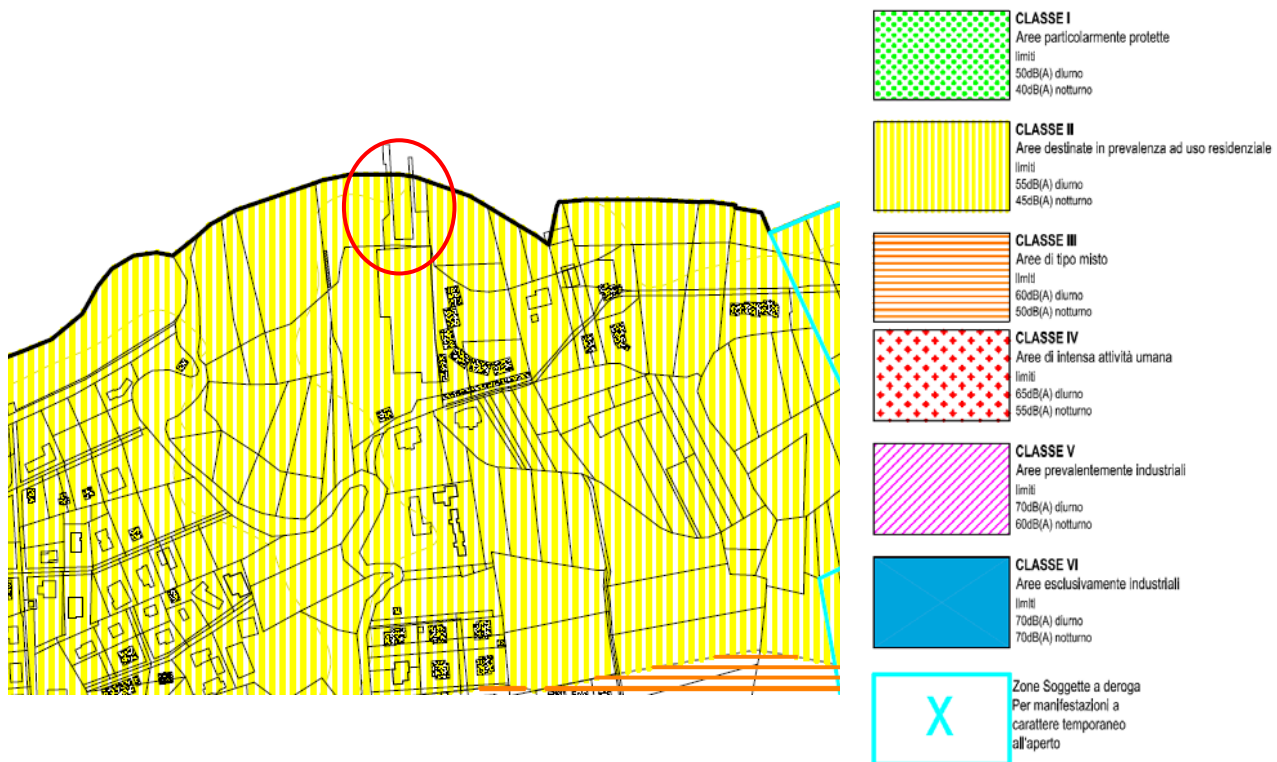 CLASSE I
Aree particolarmente protette
limiti
50dB(A) diurno
40dB(A) notturno
CLASSE II
Aree destinate in prevalenza ad uso residenziale
limiti
55dB(A) diurno
45dB(A) notturno
CLASSE III
Aree di tipo misto
limiti
60dB(A) diurno
50dB(A) notturno
CLASSE IV
Aree di intensa attività umana
limiti
65dB(A) diurno
55dB(A) notturno
CLASSE V
Aree prevalentemente industriali
limiti
70dB(A) diurno
60dB(A) notturno
CLASSE VI
Aree esclusivamente industriali
limiti
70dB(A) diurno
70dB(A) notturno
X
Zone Soggette a deroga
Per manifestazioni a
carattere temporaneo
all'aperto